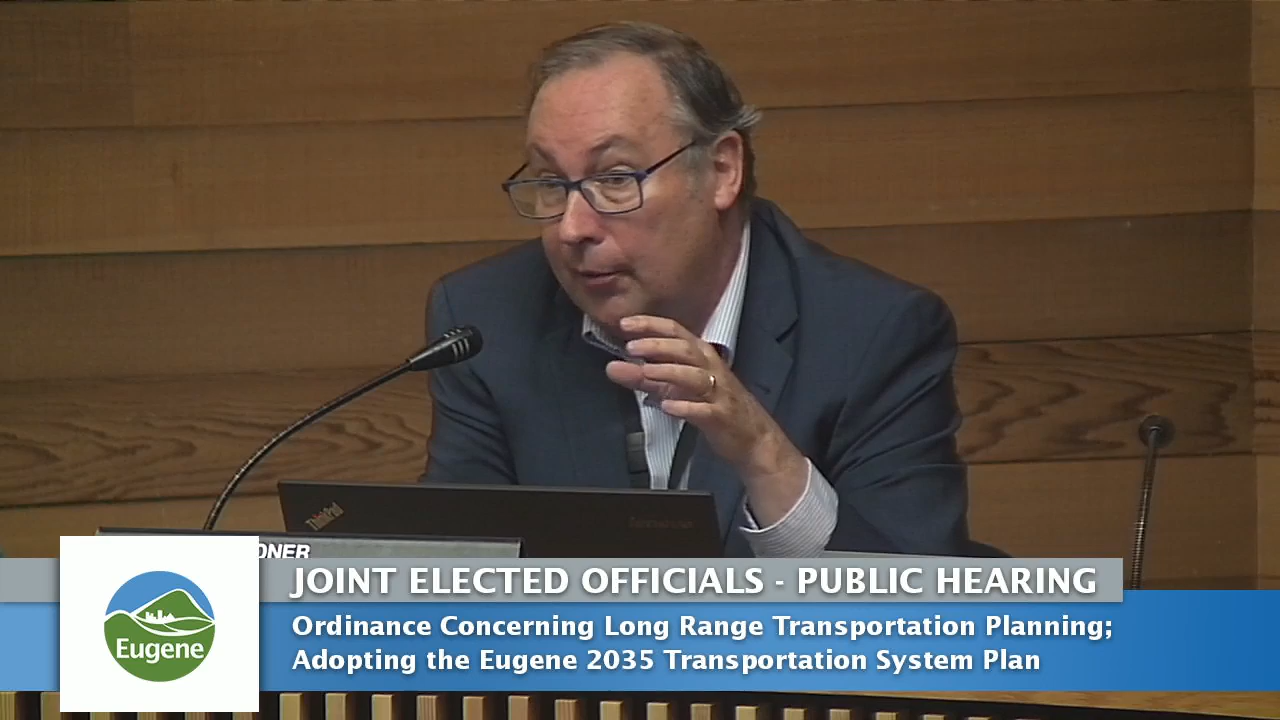 ThinkPad
ONER
JOINT ELECTED OFFICIALS - PUBLIC HEARING
Ordinance Concerning Long Range Transportation Planning;
Adopting the Eugene 2035 Transportation System Plan
Eugene